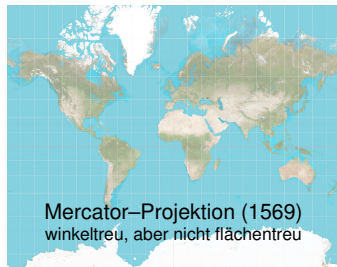 Mercator–Projektion (1569)
winkeltreu, aber nicht flächentreu